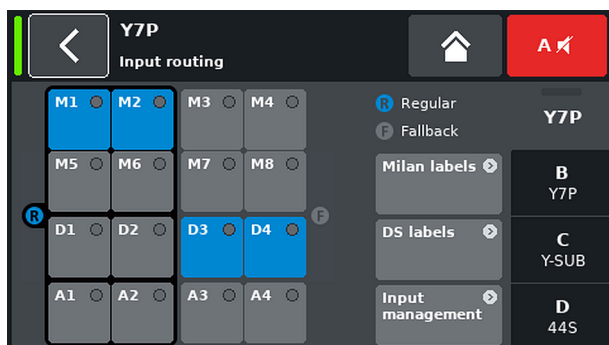 Y7P
Input routing
A
M1 M2 M3 M4
R Regular
F Fallback
Y7P
M5 M6 M7 M8
Milan labels
B
Y7P
R
F
D1 D2 D3 D4
DS labels
C
Y-SUB
A1 A2 A3 A4
Input
management
D
44S